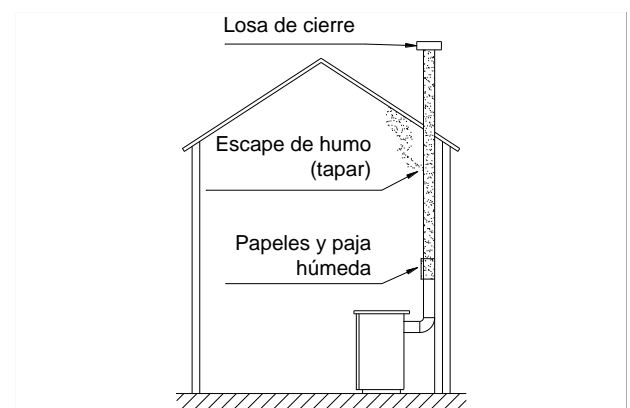 Losa de cierre
Escape de humo
(tapar)
Papeles y paja
húmeda